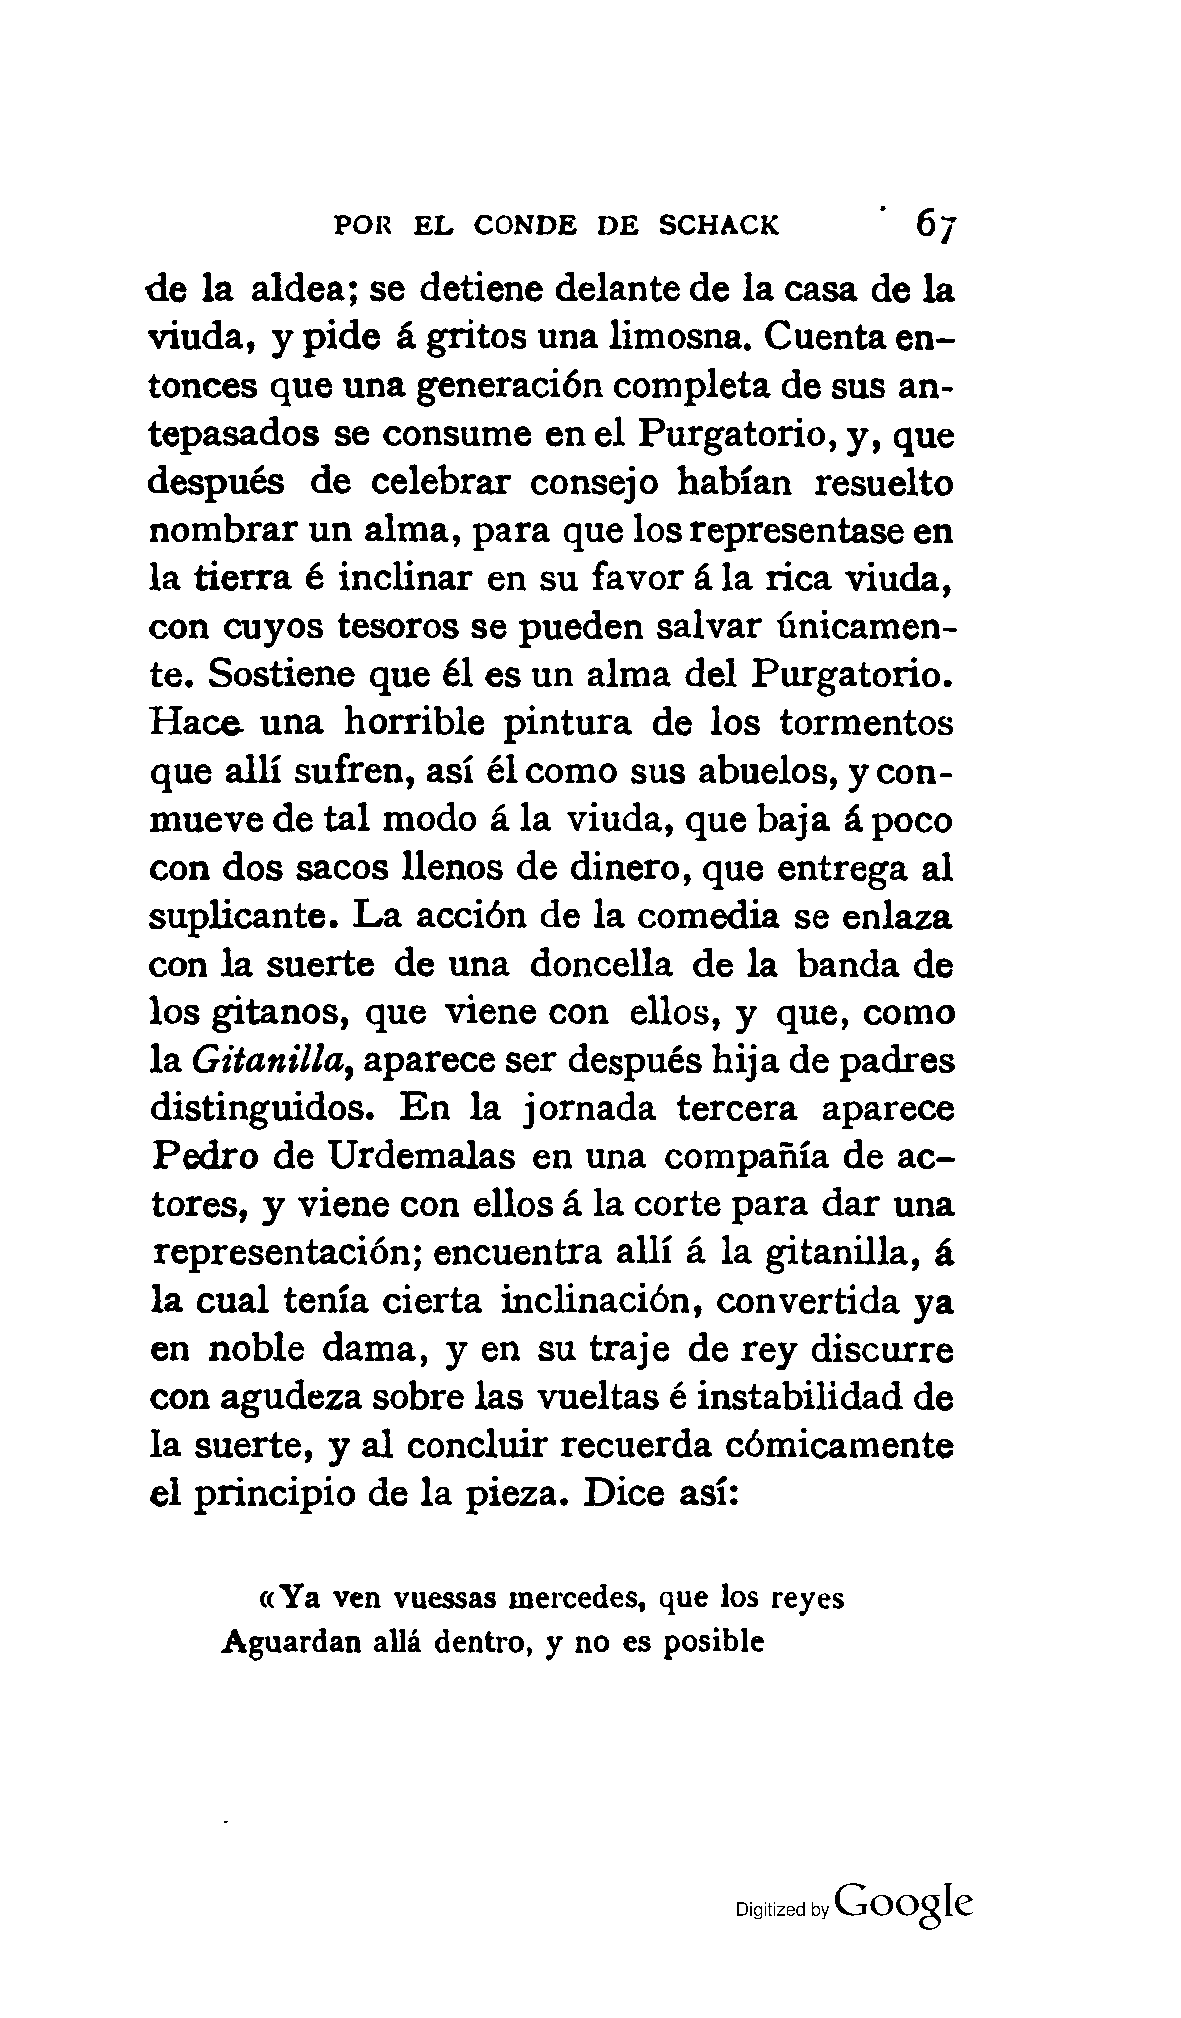 POR EL CONDE DE SCHACK 67
de la aldea; se detiene delante de la casa de la
viuda, y pide á gritos una limosna. Cuenta en-
tonces que una generación completa de sus an-
tepasados se consume en el Purgatorio, y, que
después de celebrar consejo habían resuelto
nombrar un alma, para que los representase en
la tierra é inclinar en su favor á la rica viuda,
con cuyos tesoros se pueden salvar únicamen-
te. Sostiene que él es un alma del Purgatorio.
Hace una horrible pintura de los tormentos
que allí sufren, así él como sus abuelos, y con-
mueve de tal modo á la viuda, que baja á poco
con dos sacos llenos de dinero, que entrega al
suplicante. La acción de la comedia se enlaza
con la suerte de una doncella de la banda de
los gitanos, que viene con ellos, y que, como
la Gitanilla, aparece ser después hija de padres
distinguidos. En la jornada tercera aparece
Pedro de Urdemalas en una compañía de ac-
tores, y viene con ellos á la corte para dar una
representación; encuentra allí á la gitanilla, á
la cual tenía cierta inclinación, convertida ya
en noble dama, y en su traje de rey discurre
con agudeza sobre las vueltas é instabilidad de
la suerte, y al concluir recuerda cómicamente
el principio de la pieza. Dice así:
«Ya ven vuessas mercedes, que los reyes
Aguardan allá dentro, y no es posible
Digitized by Google